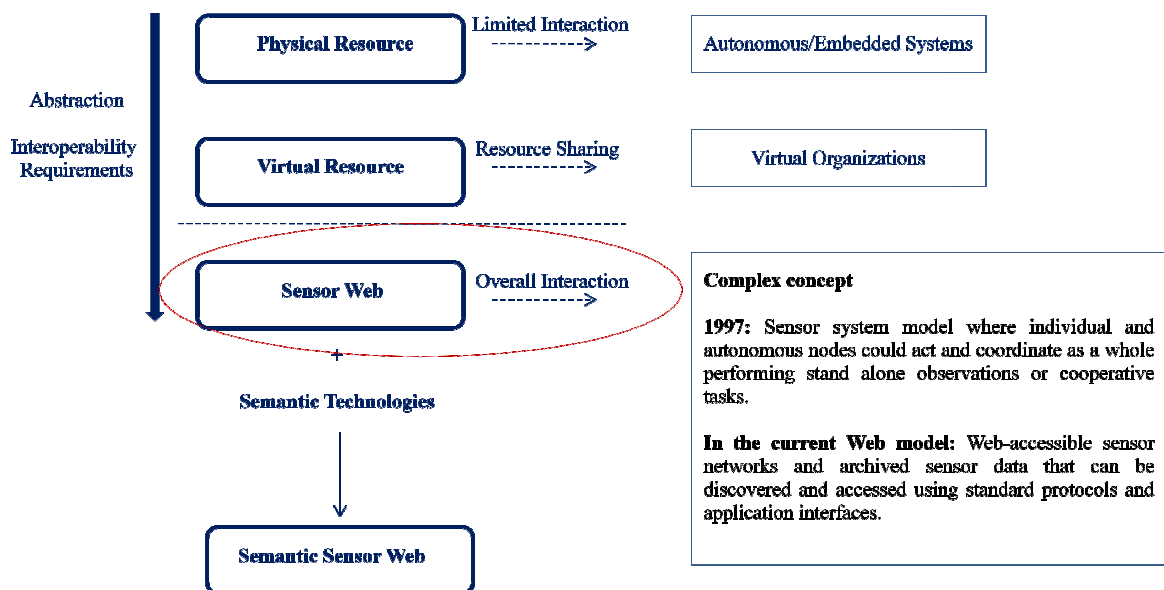 Limited Interaction
Physical Resource
Autonomous/Embedded Systems
Abstraction
Interoperability
Requirements
Resource Sharing
Virtual Resource
Virtual Organizations
Sensor Web
Overall Interaction
+
Semantic Technologies
Semantic Sensor Web
Complex concept
1997: Sensor system model where individual and
autonomous nodes could act and coordinate as a whole
performing stand alone observations or cooperative
tasks.
In the current Web model: Web-accessible sensor
networks and archived sensor data that can be
discovered and accessed using standard protocols and
application interfaces.